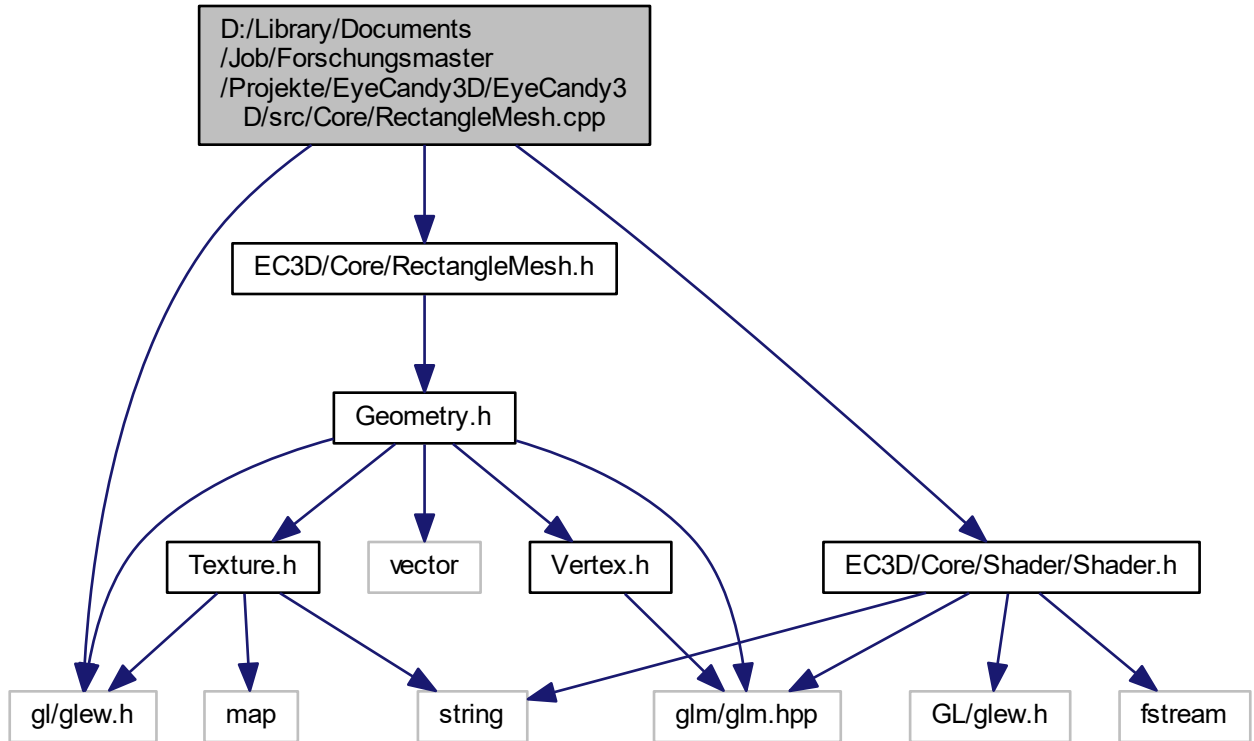 D:/Library/Documents
/Job/Forschungsmaster
/Projekte/EyeCandy3D/EyeCandy3
D/src/Core/RectangleMesh.cpp
EC3D/Core/RectangleMesh.h
Geometry.h
Texture.h
vector
Vertex.h
EC3D/Core/Shader/Shader.h
gl/glew.h
map
string
glm/glm.hpp
GL/glew.h
fstream